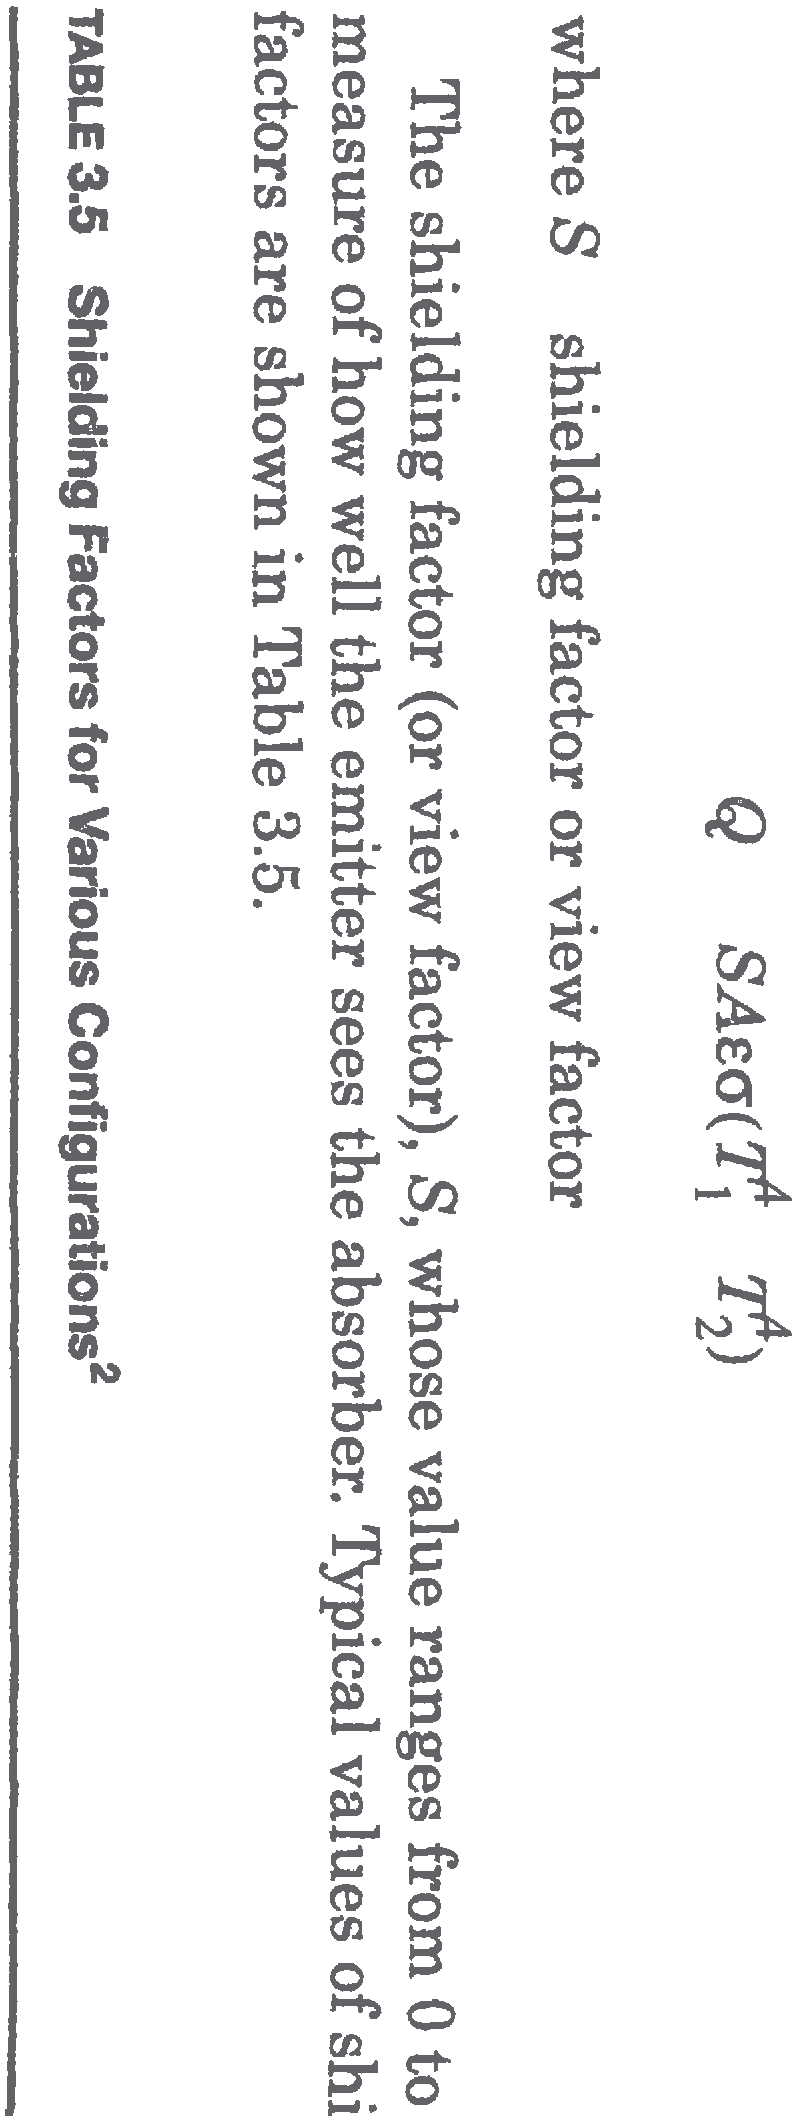 Q SAεσ(T₁⁴ T₂⁴)
where S shielding factor or view factor
The shielding factor (or view factor), S, whose value ranges from 0 to
measure of how well the emitter sees the absorber. Typical values of shi
factors are shown in Table 3.5.
TABLE 3.5 Shielding Factors for Various Configurations²